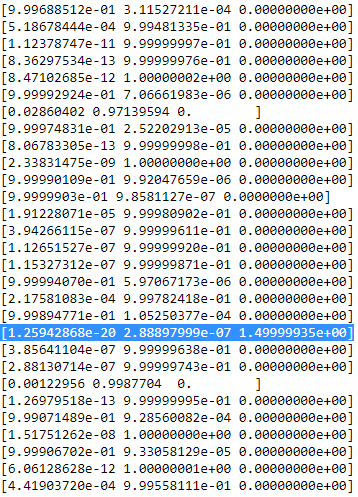 [9.99688512e-01 3.11527211e-04 0.00000000e+00]
[5.18678444e-04 9.99481335e-01 0.00000000e+00]
[1.12378747e-11 9.99999997e-01 0.00000000e+00]
[8.36297534e-13 9.99999976e-01 0.00000000e+00]
[8.47102685e-12 1.00000002e+00 0.00000000e+00]
[9.99992924e-01 7.06661983e-06 0.00000000e+00]
[0.02860402 0.97139594 0.        ]
[9.99974831e-01 2.52202913e-05 0.00000000e+00]
[8.06783305e-13 9.99999998e-01 0.00000000e+00]
[2.33831475e-09 1.00000000e+00 0.00000000e+00]
[9.99990109e-01 9.92047659e-06 0.00000000e+00]
[9.9999903e-01 9.8581127e-07 0.0000000e+00]
[1.91228071e-05 9.99980902e-01 0.00000000e+00]
[3.94266115e-07 9.99999611e-01 0.00000000e+00]
[1.12651527e-07 9.99999920e-01 0.00000000e+00]
[1.15327312e-07 9.99999871e-01 0.00000000e+00]
[9.99994070e-01 5.97067173e-06 0.00000000e+00]
[2.17581083e-04 9.99782418e-01 0.00000000e+00]
[9.99894771e-01 1.05250377e-04 0.00000000e+00]
[1.25942868e-20 2.88897999e-07 1.49999935e+00]
[3.85641104e-07 9.99999638e-01 0.00000000e+00]
[2.88130714e-07 9.99999743e-01 0.00000000e+00]
[0.00122956 0.9987704  0.        ]
[1.26979518e-13 9.99999995e-01 0.00000000e+00]
[9.99071489e-01 9.28560082e-04 0.00000000e+00]
[1.51751262e-08 1.00000000e+00 0.00000000e+00]
[9.99906702e-01 9.33058129e-05 0.00000000e+00]
[6.06128628e-12 1.00000001e+00 0.00000000e+00]
[4.41903720e-04 9.99558111e-01 0.00000000e+00]